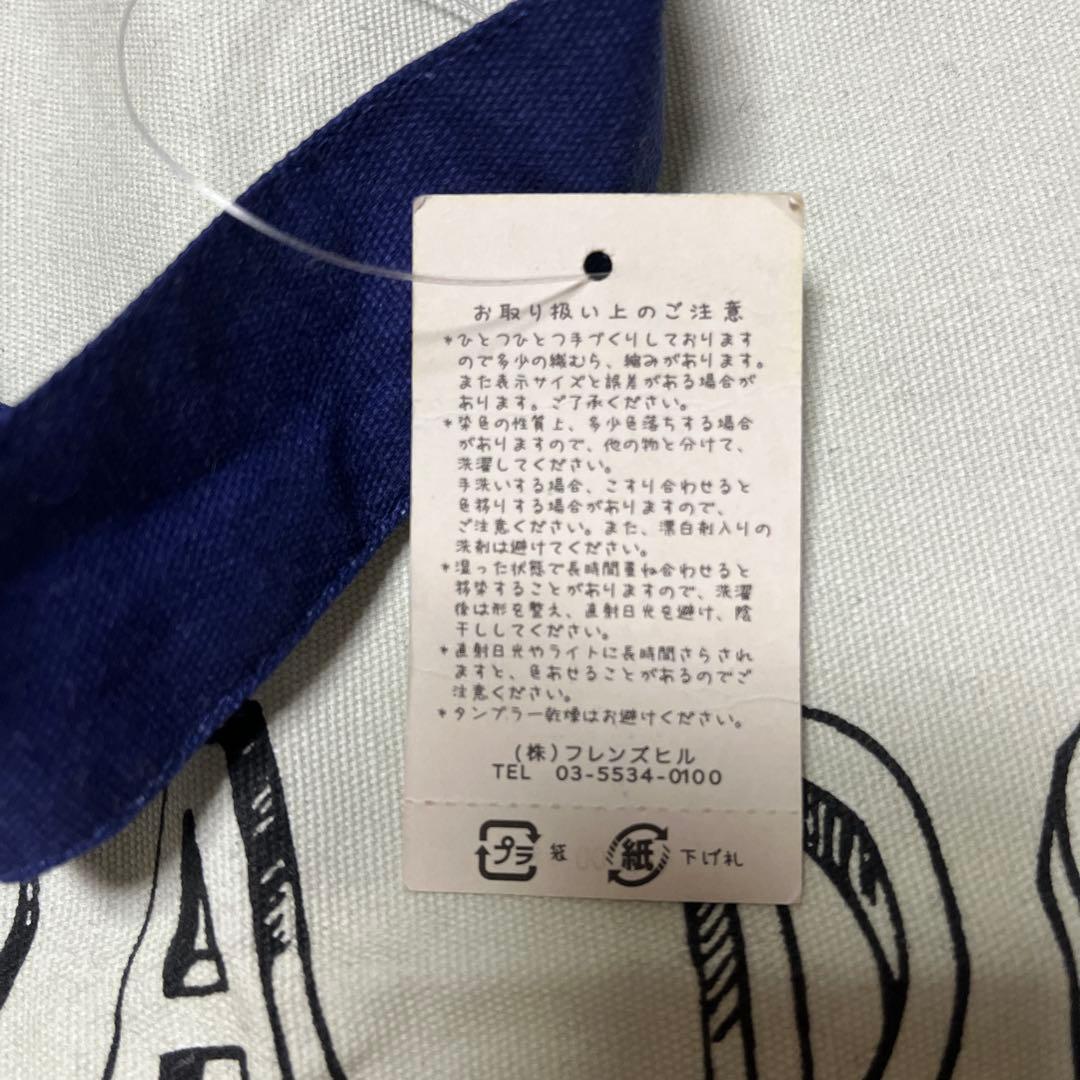 お取り扱い上のご注意
*ひとつひとつ手づくりしております
ので多少の織むら、縮みがあります。
また表示サイズと誤差がある場合が
あります。ご了承ください。
*染色の性質上、多少色落ちする場合
がありますので、他の物と分けて、
洗濯してください。
手洗いする場合、こすり合わせると
色移りする場合がありますので、
ご注意ください。また、漂白剤入りの
洗剤は避けてください。
*湿った状態で長時間重ね合わせると
移染することがありますので、洗濯
後は形を整え、直射日光を避け、陰
干ししてください。
*直射日光やライトに長時間さらされ
ますと、色あせることがあるのでご
注意ください。
*タンブラー乾燥はお避けください。
(株)フレンズヒル
TEL 03-5534-0100
プラ 袋 紙 下げ札